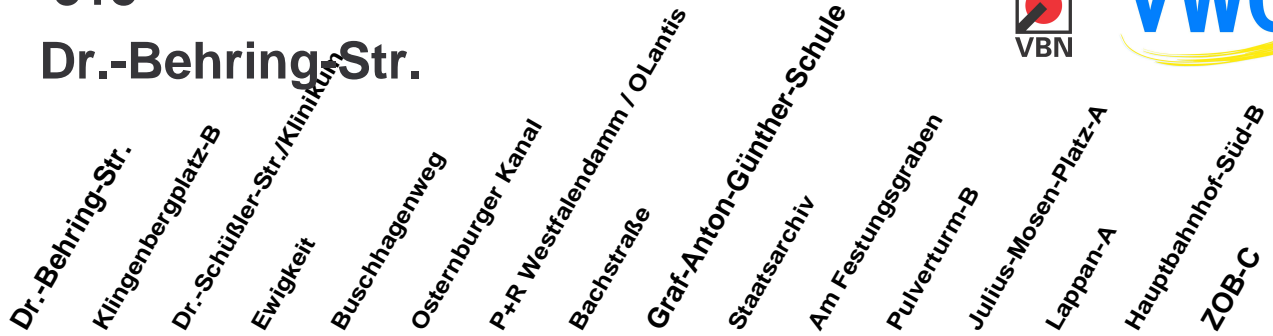 Dr.-Behring-Str.
VBN
Dr.-Behring-Str.
Klingenbergplatz-B
Dr.-Schüßler-Str./Klinikum
Ewigkeit
Buschhagenweg
Osternburger Kanal
P+R Westfalendamm / OLantis
Bachstraße
Graf-Anton-Günther-Schule
Staatsarchiv
Am Festungsgraben
Pulverturm-B
Julius-Mosen-Platz-A
Lappan-A
Hauptbahnhof-Süd-B
ZOB-C